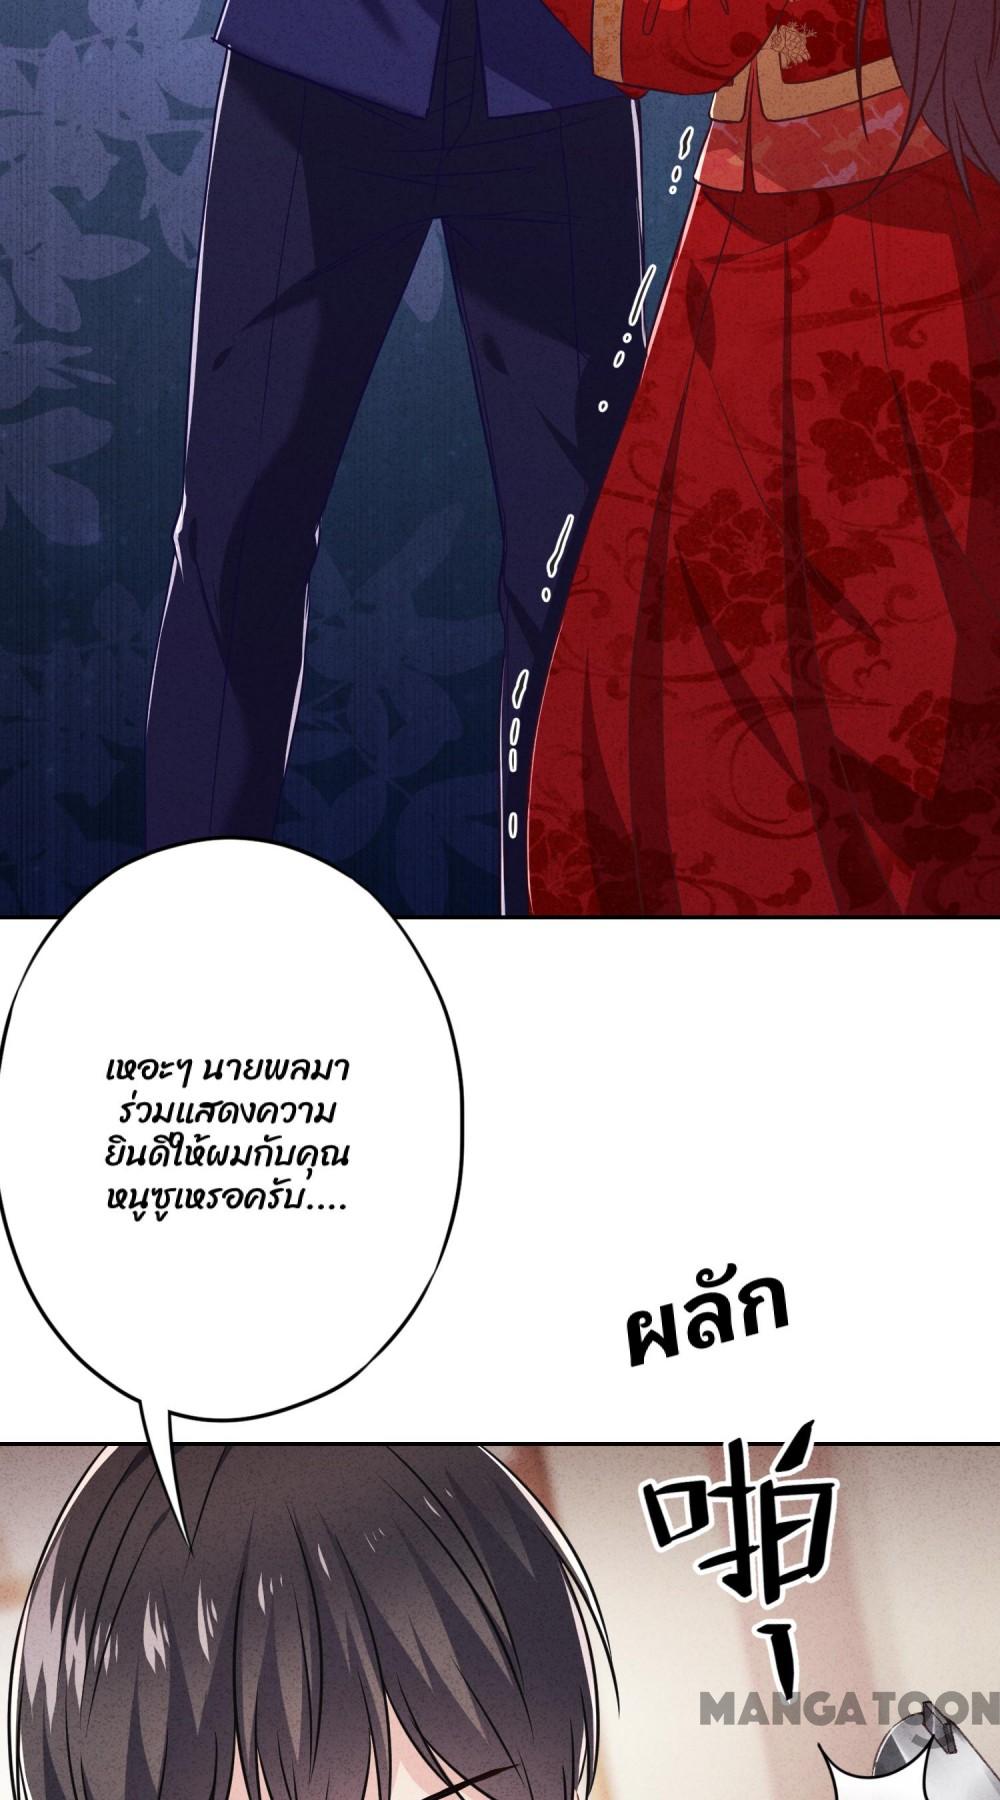 เหอะๆ นายพลมา
ร่วมแสดงความ
ยินดีให้ผมกับคุณ
หนูซูเหรอครับ....
ผลัก
啪
MANGATOON